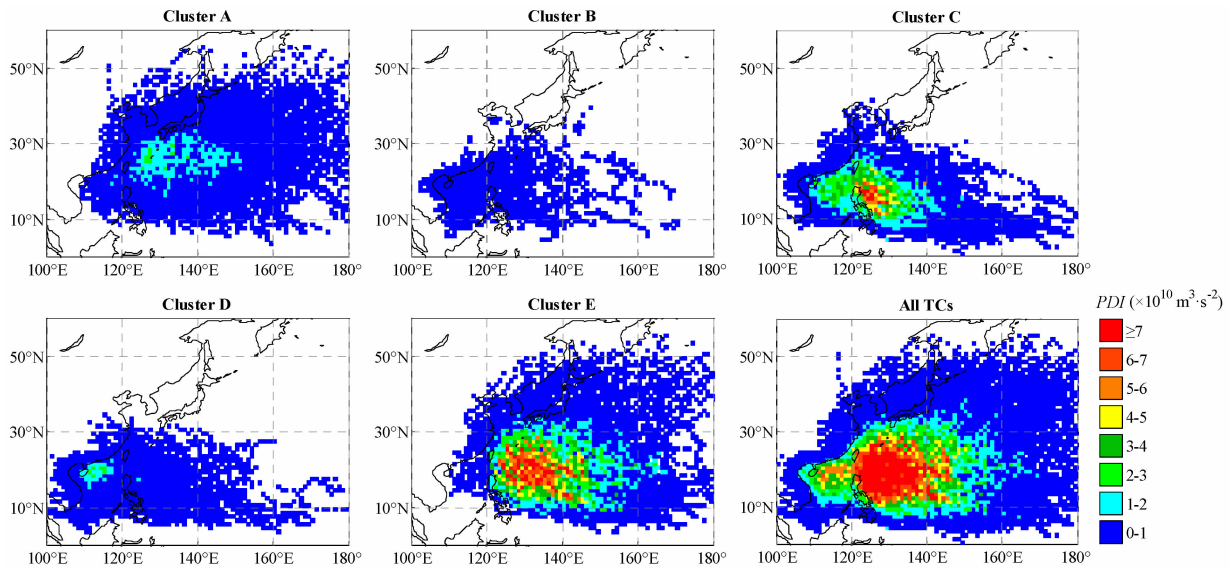 Cluster A
Cluster B
Cluster C
50°N
30°N
10°N
50°N
30°N
10°N
50°N
30°N
10°N
100°E 120°E 140°E 160°E 180°
100°E 120°E 140°E 160°E 180°
100°E 120°E 140°E 160°E 180°
Cluster D
Cluster E
All TCs
50°N
30°N
10°N
50°N
30°N
10°N
50°N
30°N
10°N
100°E 120°E 140°E 160°E 180°
100°E 120°E 140°E 160°E 180°
100°E 120°E 140°E 160°E 180°
PDI (×10¹⁰ m³·s⁻²)
≥7
6-7
5-6
4-5
3-4
2-3
1-2
0-1